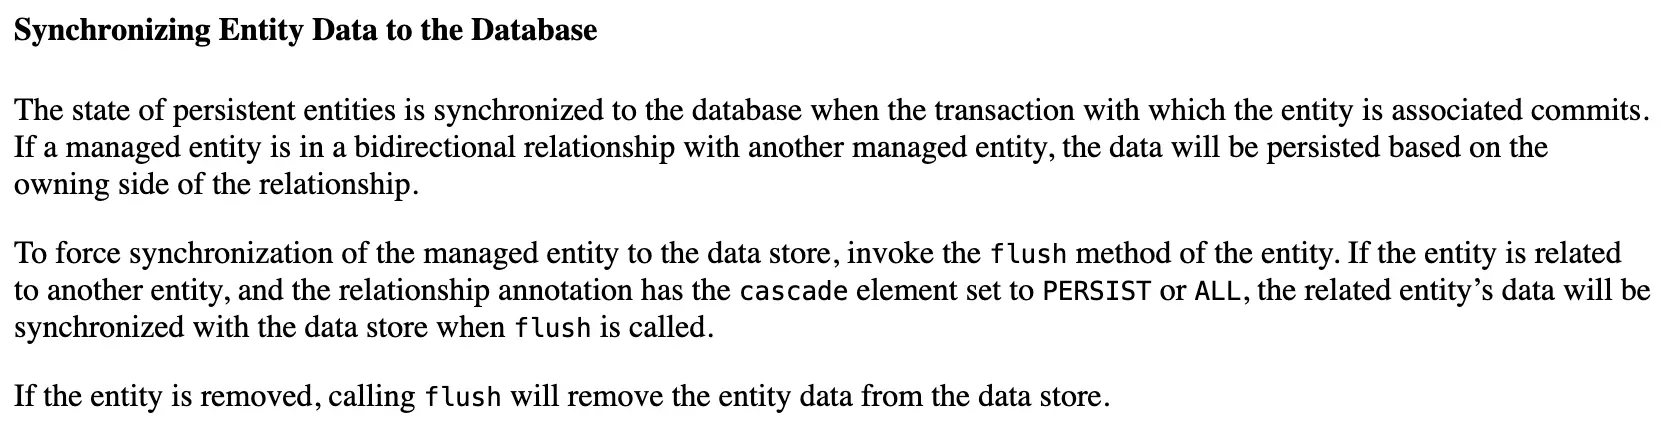 Synchronizing Entity Data to the Database
The state of persistent entities is synchronized to the database when the transaction with which the entity is associated commits.
If a managed entity is in a bidirectional relationship with another managed entity, the data will be persisted based on the
owning side of the relationship.
To force synchronization of the managed entity to the data store, invoke the flush method of the entity. If the entity is related
to another entity, and the relationship annotation has the cascade element set to PERSIST or ALL, the related entity’s data will be
synchronized with the data store when flush is called.
If the entity is removed, calling flush will remove the entity data from the data store.